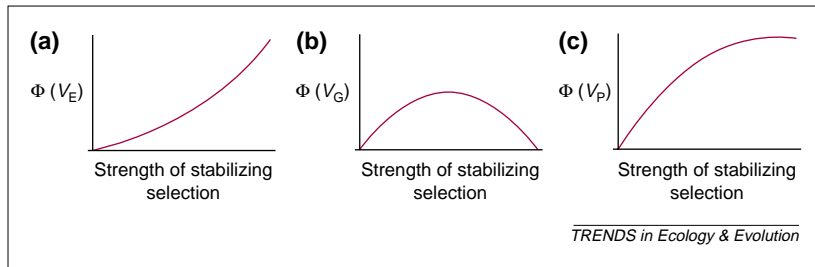 (a)
Φ (VE)
Strength of stabilizing
selection
(b)
Φ (VG)
Strength of stabilizing
selection
(c)
Φ (VP)
Strength of stabilizing
selection
TRENDS in Ecology & Evolution